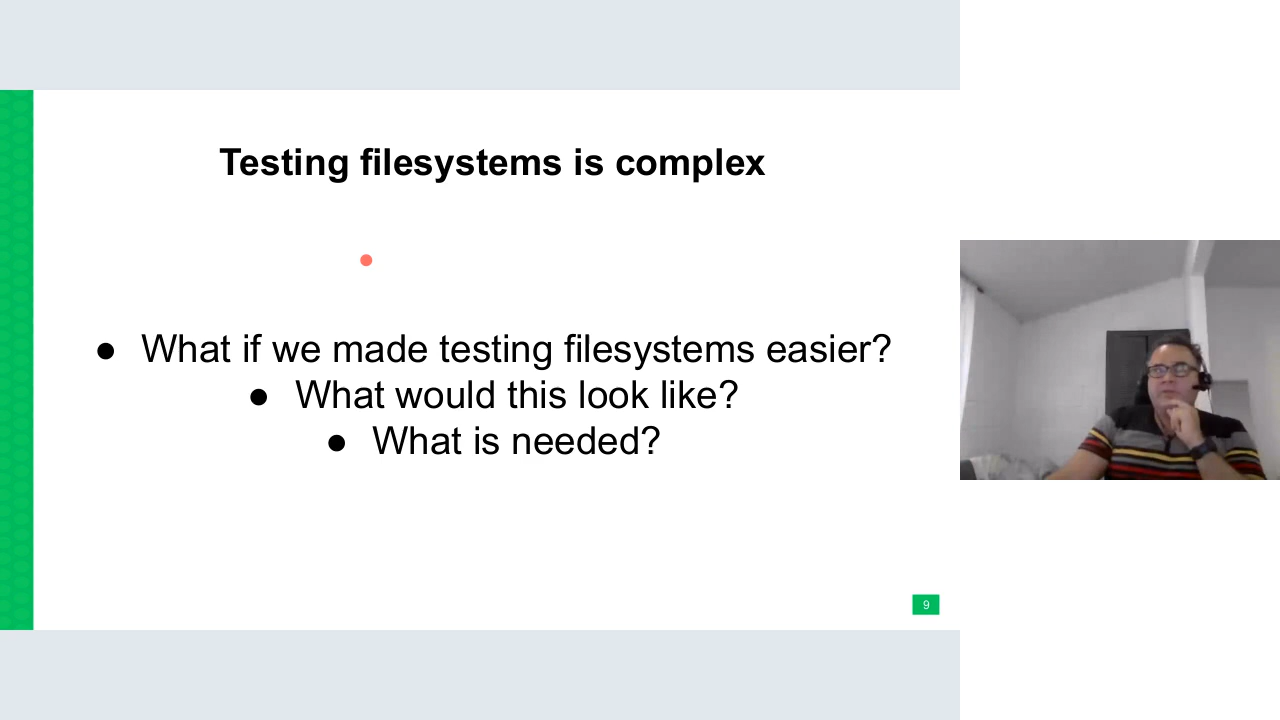 Testing filesystems is complex
● What if we made testing filesystems easier?
● What would this look like?
● What is needed?
9